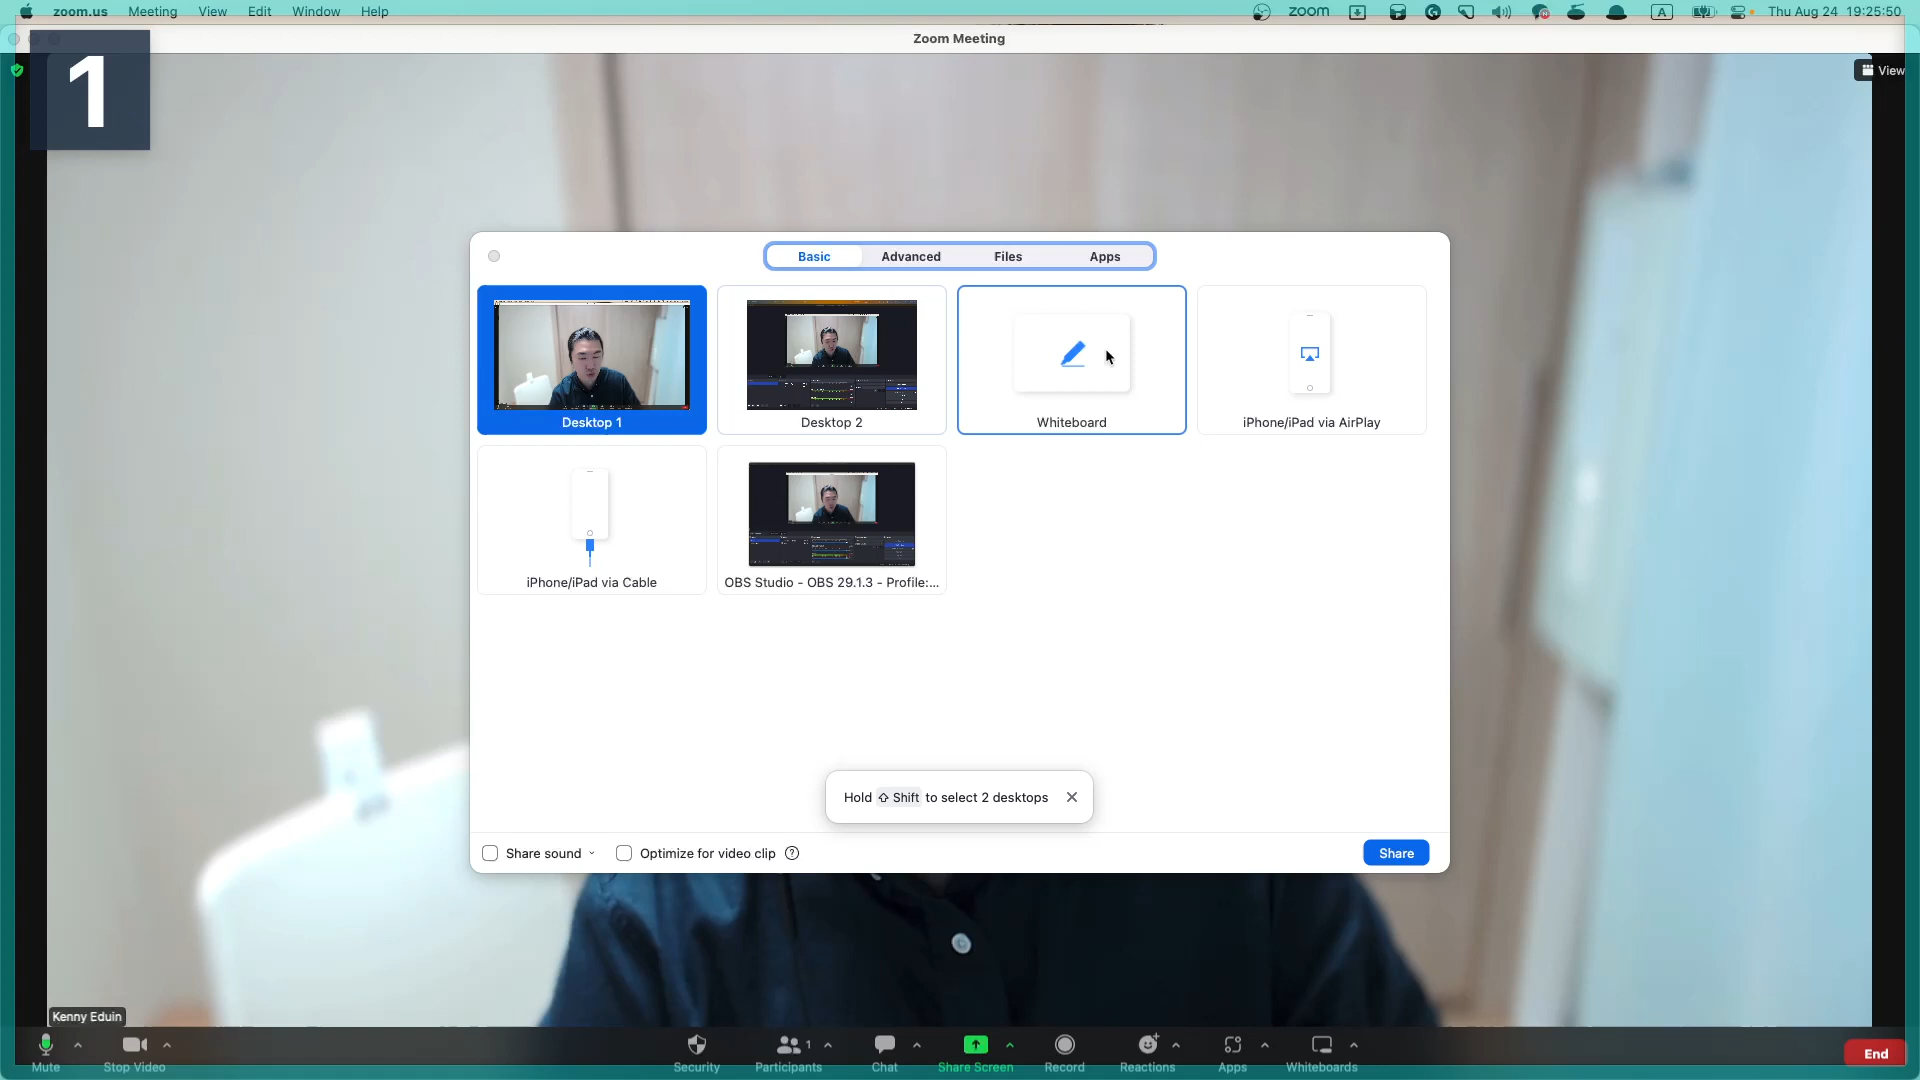 zoom.us Meeting View Edit Window Help zoom A Thu Aug 24 19:25:50
Zoom Meeting
1
View
Basic Advanced Files Apps
Desktop 1 Desktop 2 Whiteboard iPhone/iPad via AirPlay
iPhone/iPad via Cable OBS Studio - OBS 29.1.3 - Profile:...
Hold ⇧ Shift to select 2 desktops
Share sound Optimize for video clip ? Share
Kenny Eduin
1
Mute Stop Video Security Participants Chat Share Screen Record Reactions Apps Whiteboards End